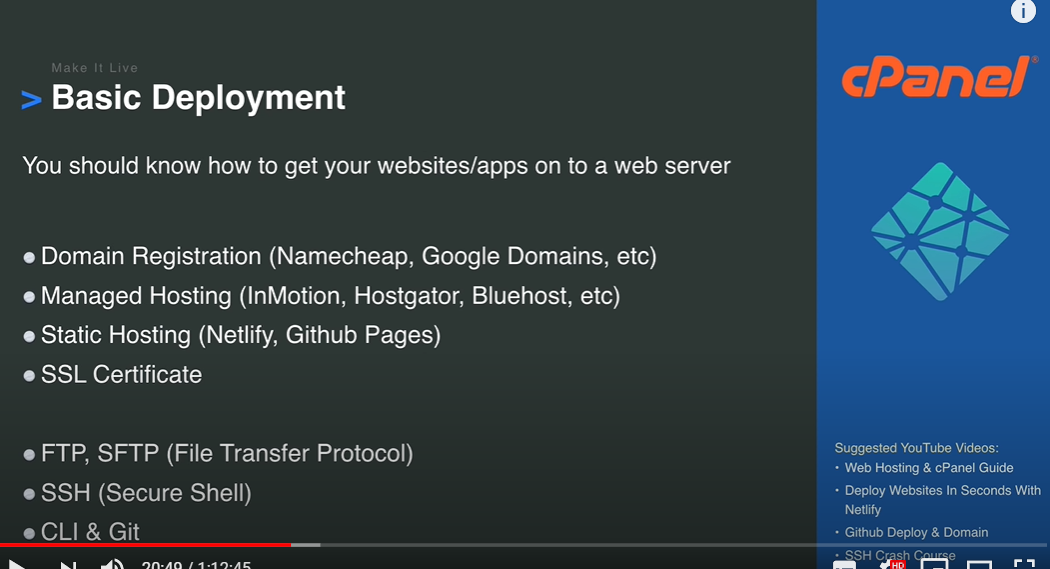 Make It Live
> Basic Deployment
You should know how to get your websites/apps on to a web server
Domain Registration (Namecheap, Google Domains, etc)
Managed Hosting (InMotion, Hostgator, Bluehost, etc)
Static Hosting (Netlify, Github Pages)
SSL Certificate
FTP, SFTP (File Transfer Protocol)
SSH (Secure Shell)
CLI & Git
cPanel®
Suggested YouTube Videos:
Web Hosting & cPanel Guide
Deploy Websites In Seconds With
Netlify
Github Deploy & Domain
SSH Crash Course
20:49 / 1:12:45
HD